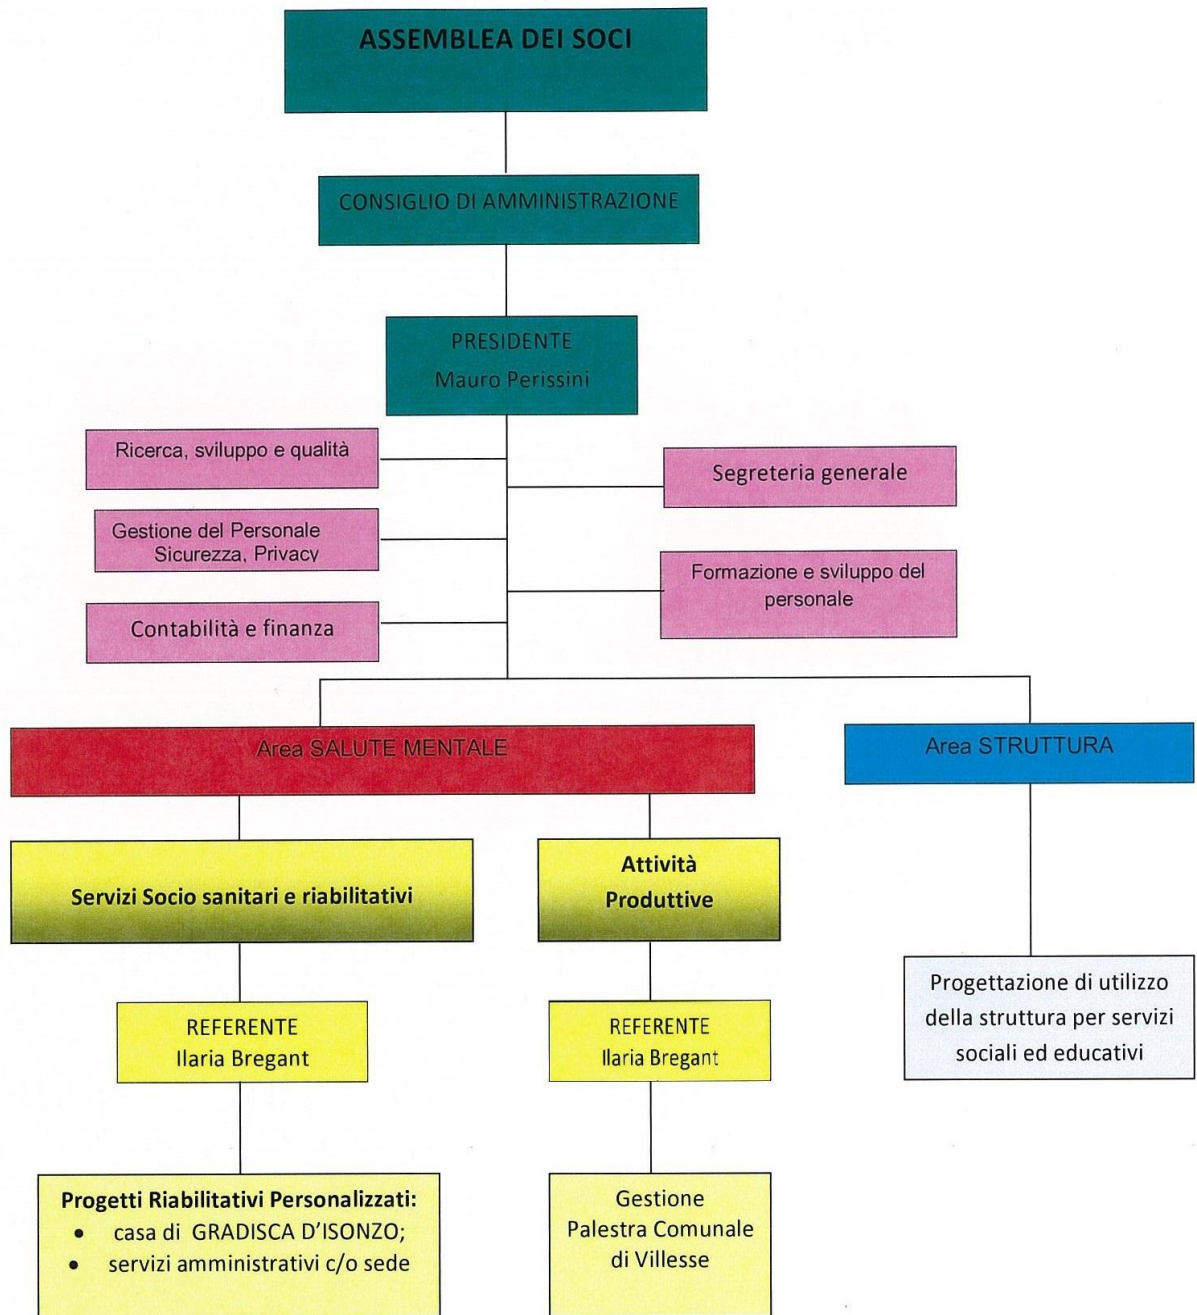 ASSEMBLEA DEI SOCI
CONSIGLIO DI AMMINISTRAZIONE
PRESIDENTE
Mauro Perissini
Ricerca, sviluppo e qualità
Segreteria generale
Gestione del Personale
Sicurezza, Privacy
Formazione e sviluppo del
personale
Contabilità e finanza
Area SALUTE MENTALE
Area STRUTTURA
Servizi Socio sanitari e riabilitativi
Attività
Produttive
Progettazione di utilizzo
della struttura per servizi
sociali ed educativi
REFERENTE
Ilaria Bregant
REFERENTE
Ilaria Bregant
Progetti Riabilitativi Personalizzati:
• casa di GRADISCA D'ISONZO;
• servizi amministrativi c/o sede
Gestione
Palestra Comunale
di Villesse